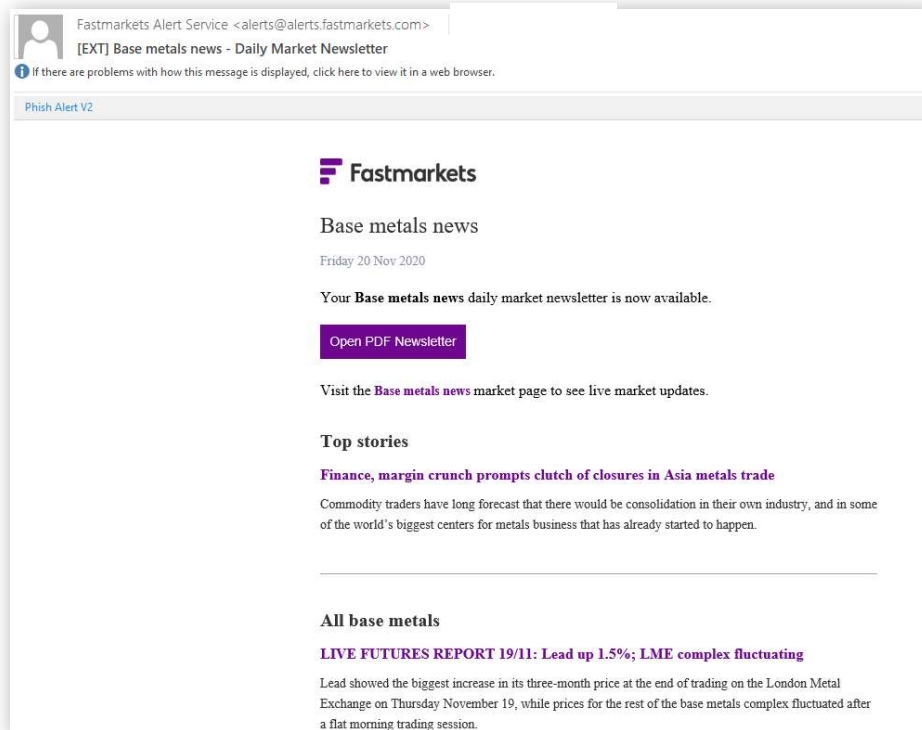 Fastmarkets Alert Service <alerts@alerts.fastmarkets.com>
[EXT] Base metals news - Daily Market Newsletter
If there are problems with how this message is displayed, click here to view it in a web browser.
Phish Alert V2
Fastmarkets
Base metals news
Friday 20 Nov 2020
Your Base metals news daily market newsletter is now available.
Open PDF Newsletter
Visit the Base metals news market page to see live market updates.
Top stories
Finance, margin crunch prompts clutch of closures in Asia metals trade
Commodity traders have long forecast that there would be consolidation in their own industry, and in some
of the world's biggest centers for metals business that has already started to happen.
All base metals
LIVE FUTURES REPORT 19/11: Lead up 1.5%; LME complex fluctuating
Lead showed the biggest increase in its three-month price at the end of trading on the London Metal
Exchange on Thursday November 19, while prices for the rest of the base metals complex fluctuated after
a flat morning trading session.